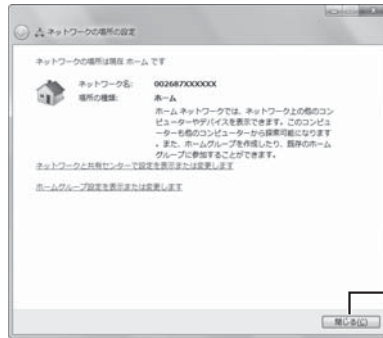 ネットワークの場所の設定
ネットワークの場所は現在 ホーム です
ネットワーク名: 002687XXXXXX
場所の種類: ホーム
ホーム ネットワークでは、ネットワーク上の他のコン
ピューターやデバイスを表示できます。このコンピュ
ーターも他のコンピューターから検索可能になります
。また、ホームグループを作成したり、既存のホーム
グループに参加することができます。
ネットワークと共有センターで設定を表示または変更します
ホームグループ設定を表示または変更します
閉じる(C)